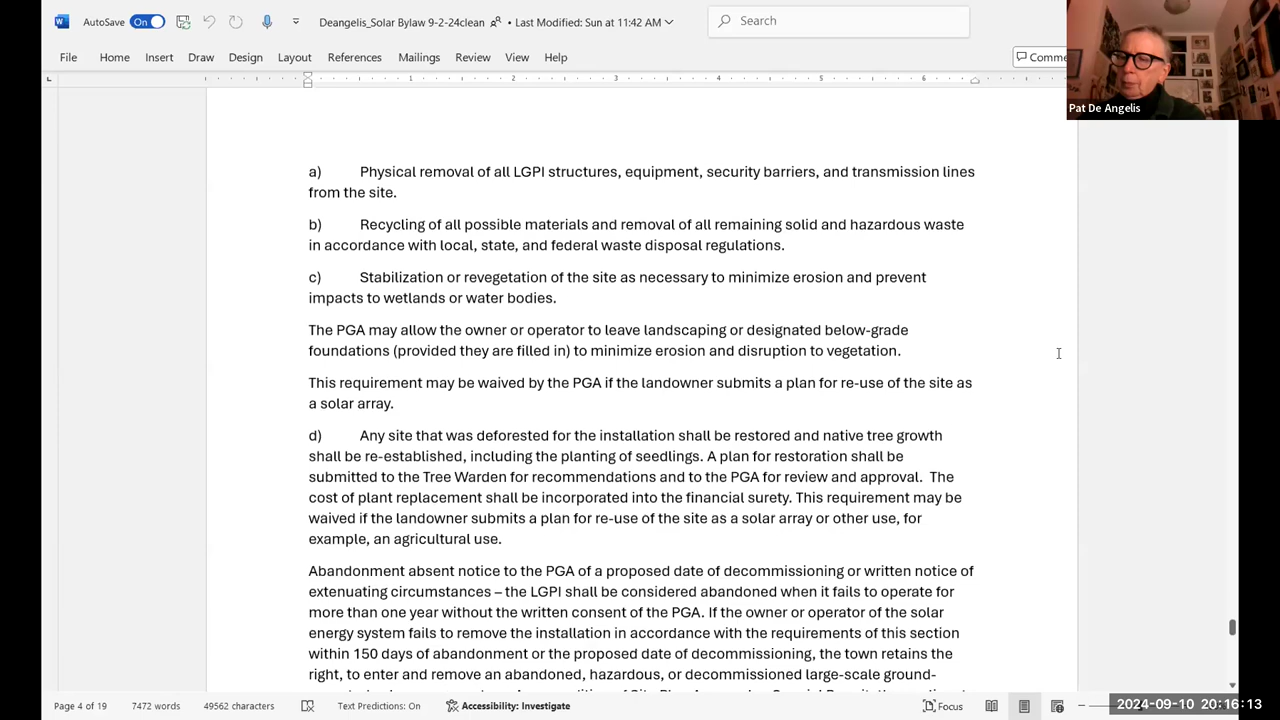 AutoSave On Deangelis_Solar Bylaw 9-2-24clean • Last Modified: Sun at 11:42 AM Search
File Home Insert Draw Design Layout References Mailings Review View Help Comme
Pat De Angelis
1 2 3 4 5 6
a) Physical removal of all LGPI structures, equipment, security barriers, and transmission lines
from the site.
b) Recycling of all possible materials and removal of all remaining solid and hazardous waste
in accordance with local, state, and federal waste disposal regulations.
c) Stabilization or revegetation of the site as necessary to minimize erosion and prevent
impacts to wetlands or water bodies.
The PGA may allow the owner or operator to leave landscaping or designated below-grade
foundations (provided they are filled in) to minimize erosion and disruption to vegetation.
This requirement may be waived by the PGA if the landowner submits a plan for re-use of the site as
a solar array.
d) Any site that was deforested for the installation shall be restored and native tree growth
shall be re-established, including the planting of seedlings. A plan for restoration shall be
submitted to the Tree Warden for recommendations and to the PGA for review and approval.  The
cost of plant replacement shall be incorporated into the financial surety. This requirement may be
waived if the landowner submits a plan for re-use of the site as a solar array or other use, for
example, an agricultural use.
Abandonment absent notice to the PGA of a proposed date of decommissioning or written notice of
extenuating circumstances – the LGPI shall be considered abandoned when it fails to operate for
more than one year without the written consent of the PGA. If the owner or operator of the solar
energy system fails to remove the installation in accordance with the requirements of this section
within 150 days of abandonment or the proposed date of decommissioning, the town retains the
right, to enter and remove an abandoned, hazardous, or decommissioned large-scale ground-
Page 4 of 19 7472 words 49562 characters Text Predictions: On Accessibility: Investigate Focus
2024-09-10 20:16:13